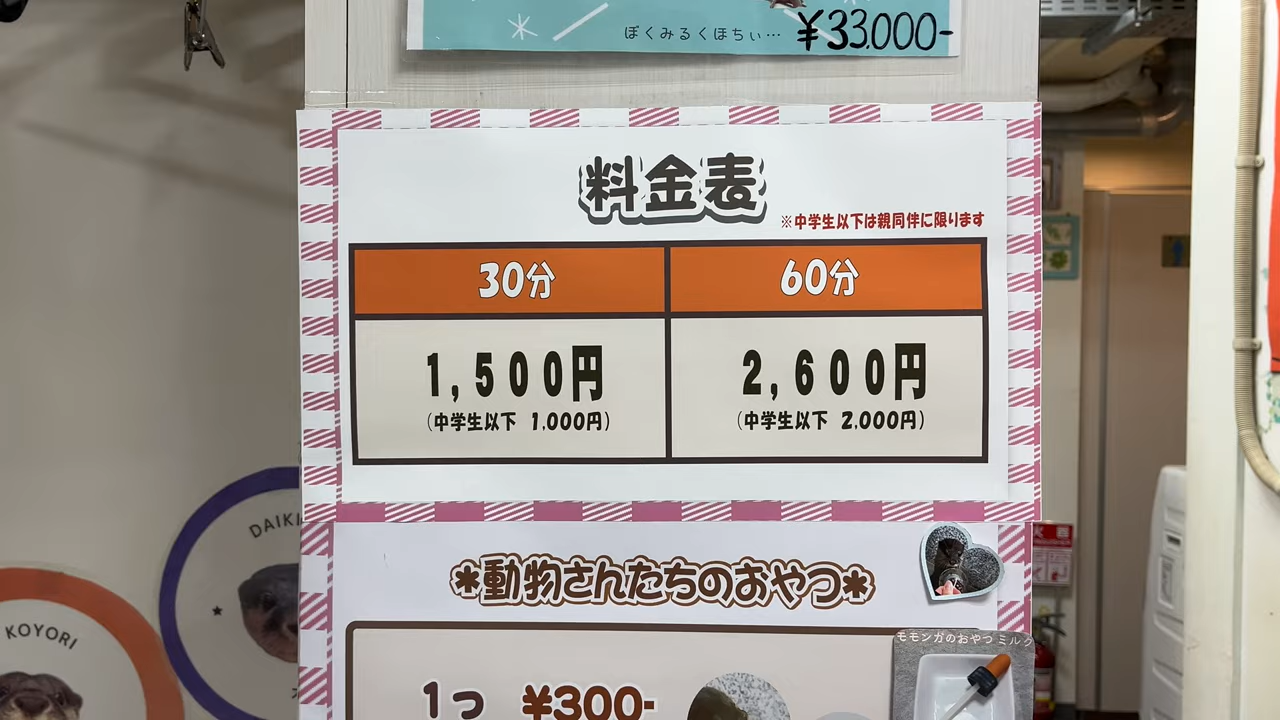 ぼくみるくほちぃ… ¥33,000-
料金表
※中学生以下は親同伴に限ります
30分 60分
1,500円 2,600円
(中学生以下 1,000円) (中学生以下 2,000円)
*動物さんたちのおやつ*
モモンガのおやつ ミルク
1つ ¥300-
DAIKI
KOYORI